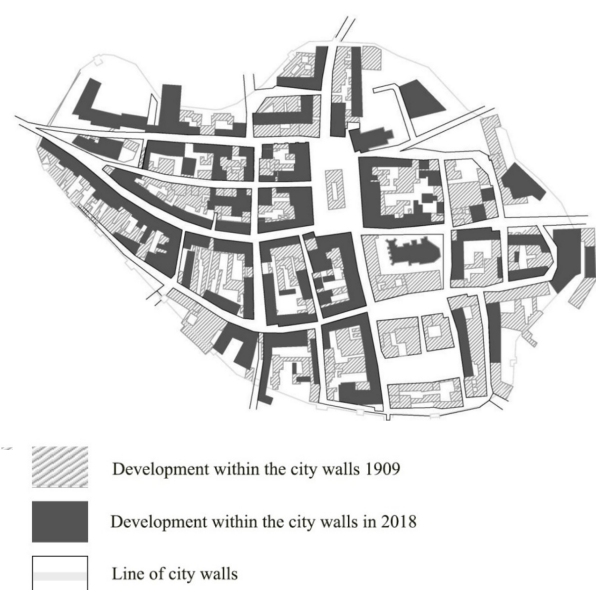 Development within the city walls 1909
Development within the city walls in 2018
Line of city walls